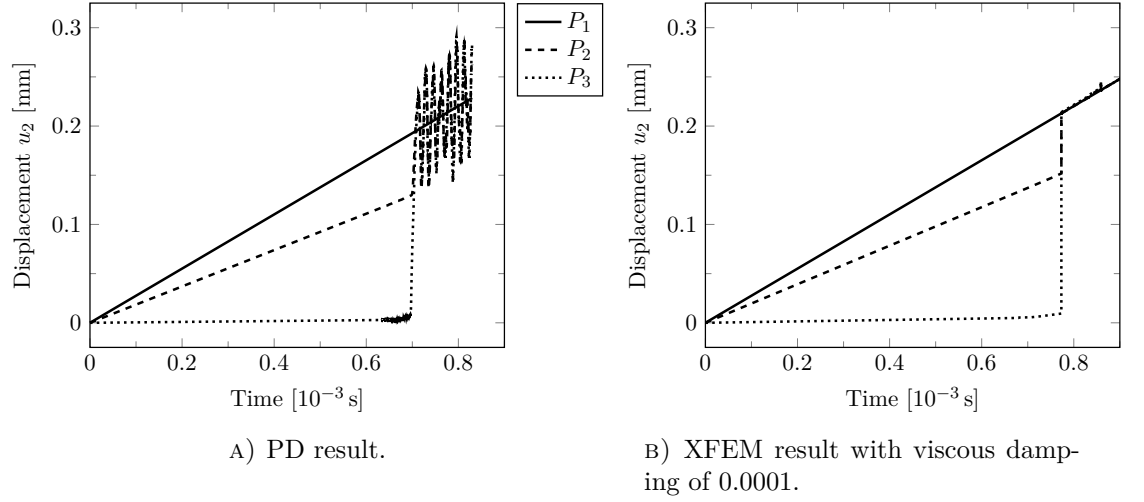 0.3
0.2
0.1
0
Displacement u₂ [mm]
0 0.2 0.4 0.6 0.8
Time [10⁻³ s]
P₁
P₂
P₃
0.3
0.2
0.1
0
Displacement u₂ [mm]
0 0.2 0.4 0.6 0.8
Time [10⁻³ s]
A) PD result.
B) XFEM result with viscous damp-
ing of 0.0001.